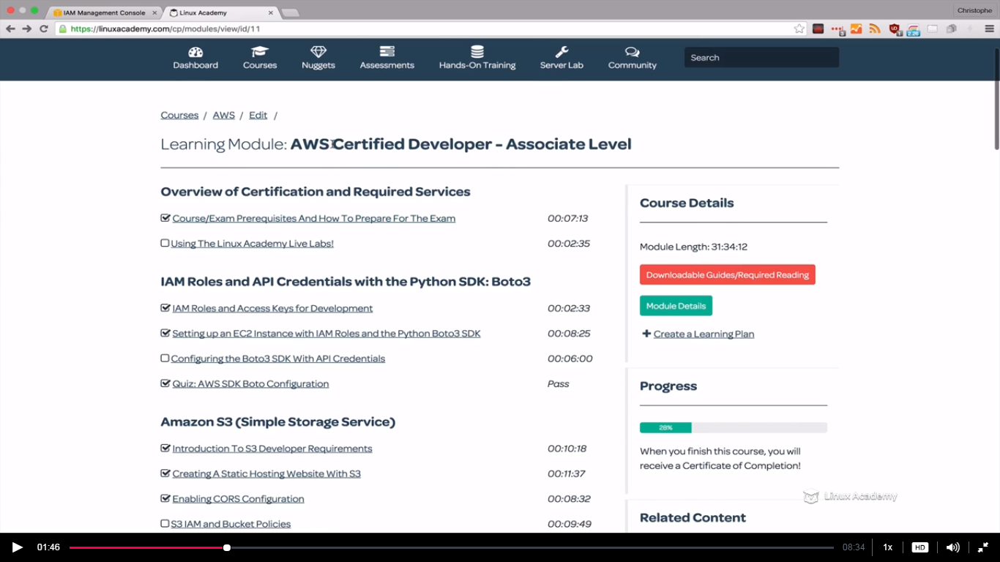 IAM Management Console
Linux Academy
Christophe
https://linuxacademy.com/cp/modules/view/id/11
Dashboard
Courses
Nuggets
Assessments
Hands-On Training
Server Lab
Community
Search
Courses / AWS / Edit /
Learning Module: AWS Certified Developer - Associate Level
Overview of Certification and Required Services
Course/Exam Prerequisites And How To Prepare For The Exam 00:07:13
Using The Linux Academy Live Labs! 00:02:35
IAM Roles and API Credentials with the Python SDK: Boto3
IAM Roles and Access Keys for Development 00:02:33
Setting up an EC2 Instance with IAM Roles and the Python Boto3 SDK 00:08:25
Configuring the Boto3 SDK With API Credentials 00:06:00
Quiz: AWS SDK Boto Configuration Pass
Amazon S3 (Simple Storage Service)
Introduction To S3 Developer Requirements 00:10:18
Creating A Static Hosting Website With S3 00:11:37
Enabling CORS Configuration 00:08:32
S3 IAM and Bucket Policies 00:09:49
Course Details
Module Length: 31:34:12
Downloadable Guides/Required Reading
Module Details
Create a Learning Plan
Progress
28%
When you finish this course, you will
receive a Certificate of Completion!
Linux Academy
Related Content
01:46
08:34
1x
HD